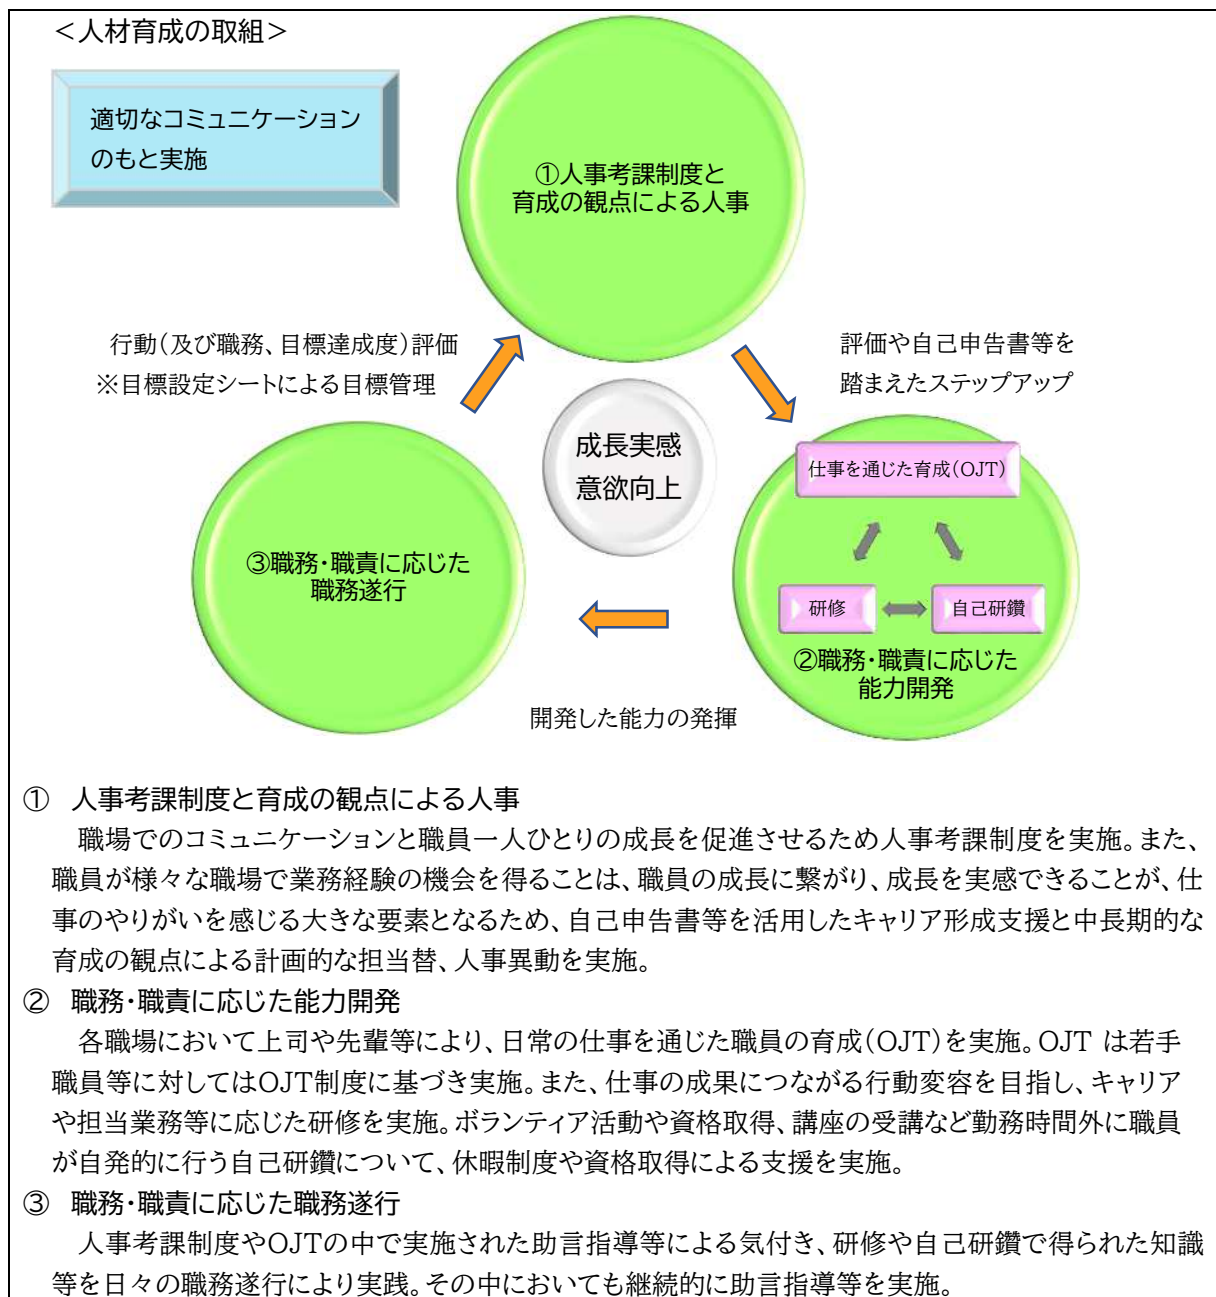 ＜人材育成の取組＞
適切なコミュニケーション
のもと実施
①人事考課制度と
育成の観点による人事
行動（及び職務、目標達成度）評価
※目標設定シートによる目標管理
評価や自己申告書等を
踏まえたステップアップ
成長実感
意欲向上
仕事を通じた育成（OJT）
研修
自己研鑽
②職務・職責に応じた
能力開発
③職務・職責に応じた
職務遂行
開発した能力の発揮
①　人事考課制度と育成の観点による人事
職場でのコミュニケーションと職員一人ひとりの成長を促進させるため人事考課制度を実施。また、
職員が様々な職場で業務経験の機会を得ることは、職員の成長に繋がり、成長を実感できることが、仕
事のやりがいを感じる大きな要素となるため、自己申告書等を活用したキャリア形成支援と中長期的な
育成の観点による計画的な担当替、人事異動を実施。
②　職務・職責に応じた能力開発
各職場において上司や先輩等により、日常の仕事を通じた職員の育成（OJT）を実施。OJT は若手
職員等に対してはOJT制度に基づき実施。また、仕事の成果につながる行動変容を目指し、キャリア
や担当業務等に応じた研修を実施。ボランティア活動や資格取得、講座の受講など勤務時間外に職員
が自発的に行う自己研鑽について、休暇制度や資格取得による支援を実施。
③　職務・職責に応じた職務遂行
人事考課制度やOJTの中で実施された助言指導等による気付き、研修や自己研鑽で得られた知識
等を日々の職務遂行により実践。その中においても継続的に助言指導等を実施。